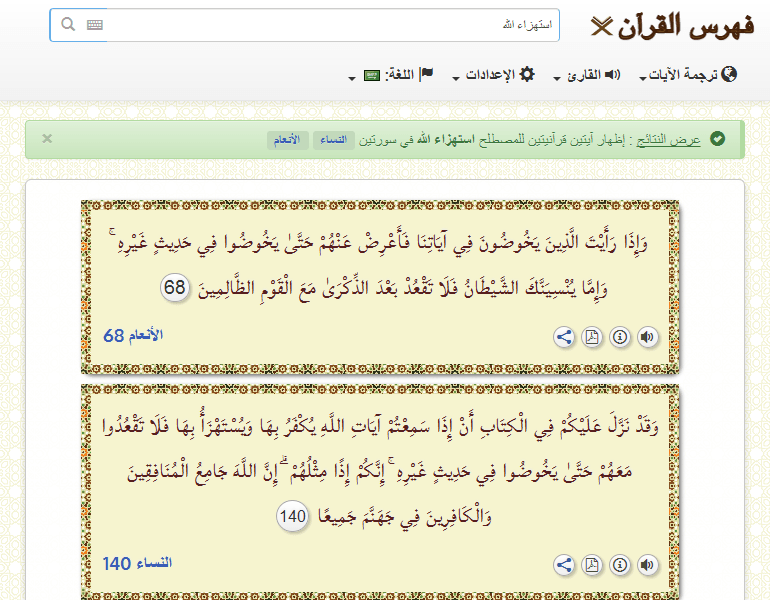 فهرس القرآن
استهزاء الله
ترجمة الآيات
القارئ
الإعدادات
اللغة:
عرض النتائج : إظهار آيتين قرآنيتين للمصطلح استهزاء الله في سورتين النساء الأنعام ×
وَإِذَا رَأَيْتَ الَّذِينَ يَخُوضُونَ فِي آيَاتِنَا فَأَعْرِضْ عَنْهُمْ حَتَّىٰ يَخُوضُوا فِي حَدِيثٍ غَيْرِهِ ۚ
وَإِمَّا يُنْسِيَنَّكَ الشَّيْطَانُ فَلَا تَقْعُدْ بَعْدَ الذِّكْرَىٰ مَعَ الْقَوْمِ الظَّالِمِينَ 68
الأنعام 68
وَقَدْ نَزَّلَ عَلَيْكُمْ فِي الْكِتَابِ أَنْ إِذَا سَمِعْتُمْ آيَاتِ اللَّهِ يُكْفَرُ بِهَا وَيُسْتَهْزَأُ بِهَا فَلَا تَقْعُدُوا
مَعَهُمْ حَتَّىٰ يَخُوضُوا فِي حَدِيثٍ غَيْرِهِ ۚ إِنَّكُمْ إِذًا مِثْلُهُمْ ۗ إِنَّ اللَّهَ جَامِعُ الْمُنَافِقِينَ
وَالْكَافِرِينَ فِي جَهَنَّمَ جَمِيعًا 140
النساء 140